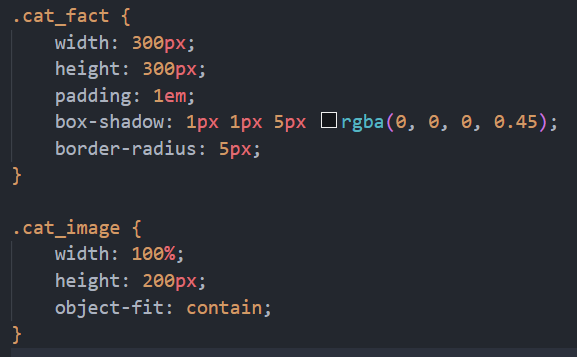 .cat_fact {
    width: 300px;
    height: 300px;
    padding: 1em;
    box-shadow: 1px 1px 5px rgba(0, 0, 0, 0.45);
    border-radius: 5px;
}

.cat_image {
    width: 100%;
    height: 200px;
    object-fit: contain;
}